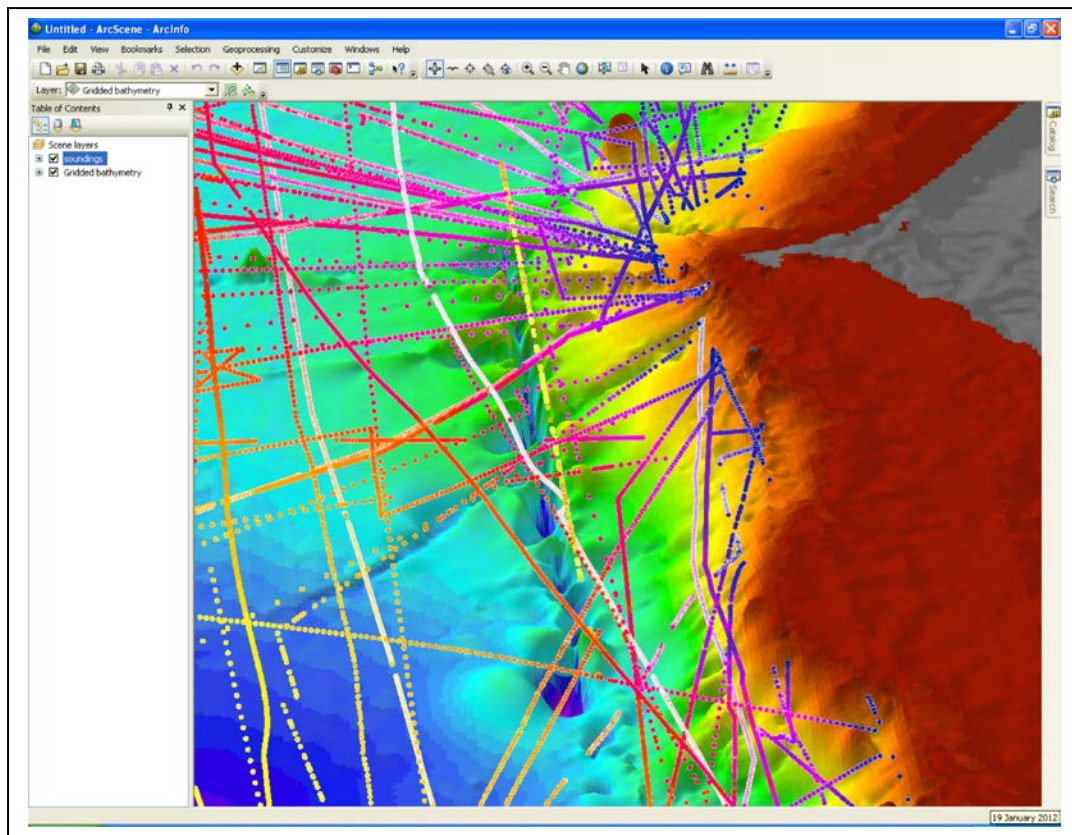 Untitled - ArcScene - ArcInfo
File Edit View Bookmarks Selection Geoprocessing Customize Windows Help
Layer: Gridded bathymetry
Table of Contents
Scene layers
soundings
Gridded bathymetry
Catalog
Search
19 January 2012